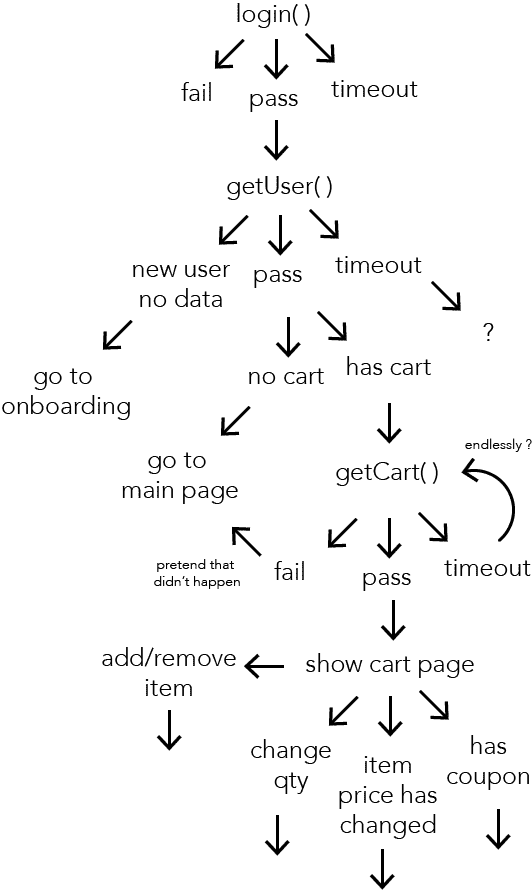 login( )
fail
pass
timeout
getUser( )
new user
no data
pass
timeout
?
go to
onboarding
no cart
has cart
go to
main page
getCart( )
endlessly ?
pretend that
didn't happen
fail
pass
timeout
add/remove
item
show cart page
change
qty
item
price has
changed
has
coupon